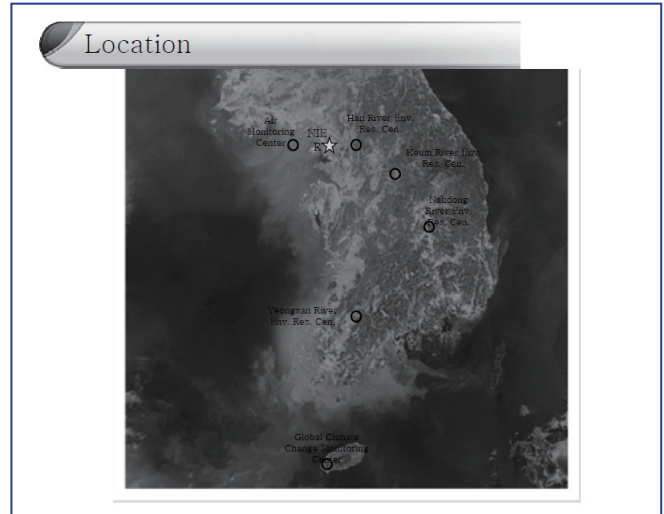 Location
Air
Monitoring
Center
NIE
R
Han River Env.
Res. Cen.
Keum River Env.
Res. Cen.
Nakdong
River Env.
Res. Cen.
Yeongsan River
Env. Res. Cen.
Global Climate
Change Monitoring
Center